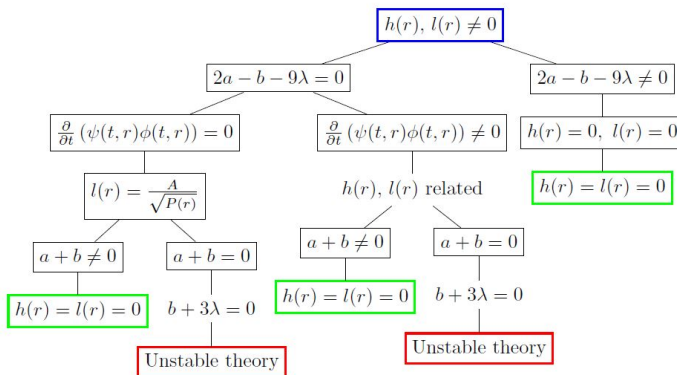 h(r), l(r) ≠ 0
2a − b − 9λ = 0
2a − b − 9λ ≠ 0
∂/∂t (ψ(t, r)ϕ(t, r)) = 0
∂/∂t (ψ(t, r)ϕ(t, r)) ≠ 0
h(r) = 0, l(r) = 0
l(r) = A/√P(r)
h(r), l(r) related
h(r) = l(r) = 0
a + b ≠ 0
a + b = 0
a + b ≠ 0
a + b = 0
h(r) = l(r) = 0
b + 3λ = 0
h(r) = l(r) = 0
b + 3λ = 0
Unstable theory
Unstable theory